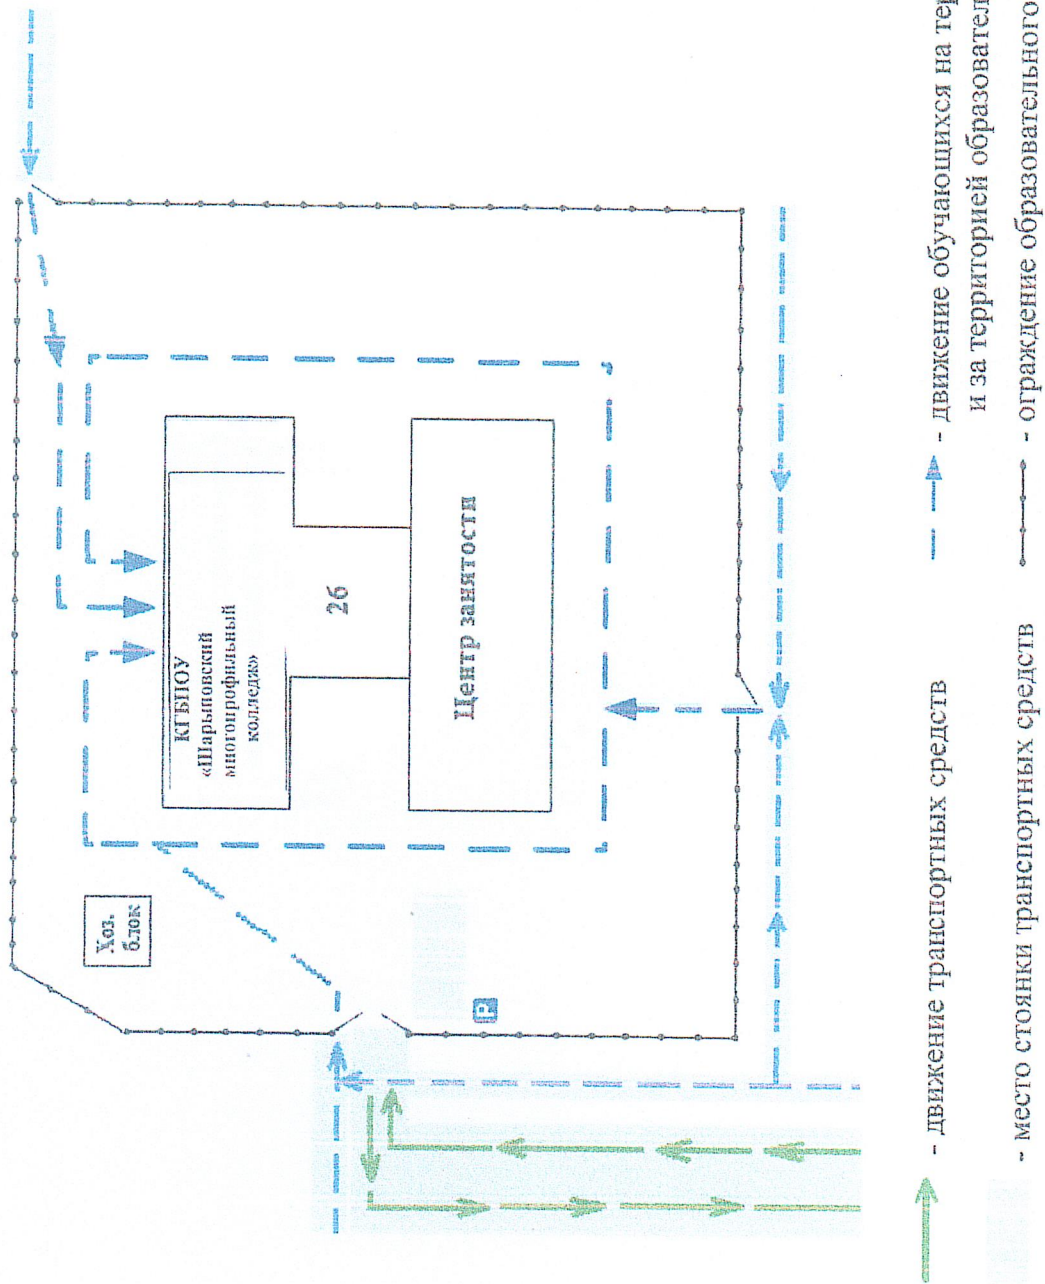 КГБПОУ
«Шарыповский
многопрофильный
колледж»
26
Центр занятости
Хоз.
блок
P
- движение транспортных средств
- место стоянки транспортных средств
- движение обучающихся на тер
и за территорией образовател
- ограждение образовательного